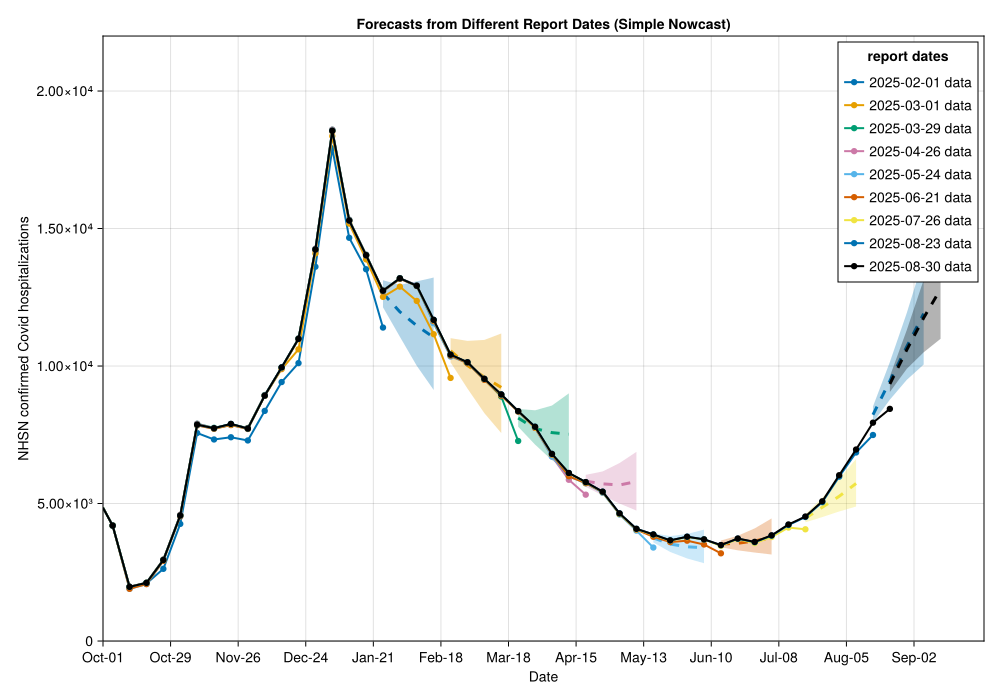 Forecasts from Different Report Dates (Simple Nowcast)
report dates
2025-02-01 data
2025-03-01 data
2025-03-29 data
2025-04-26 data
2025-05-24 data
2025-06-21 data
2025-07-26 data
2025-08-23 data
2025-08-30 data
NHSN confirmed Covid hospitalizations
2.00×10⁴
1.50×10⁴
1.00×10⁴
5.00×10³
0
Oct-01 Oct-29 Nov-26 Dec-24 Jan-21 Feb-18 Mar-18 Apr-15 May-13 Jun-10 Jul-08 Aug-05 Sep-02
Date